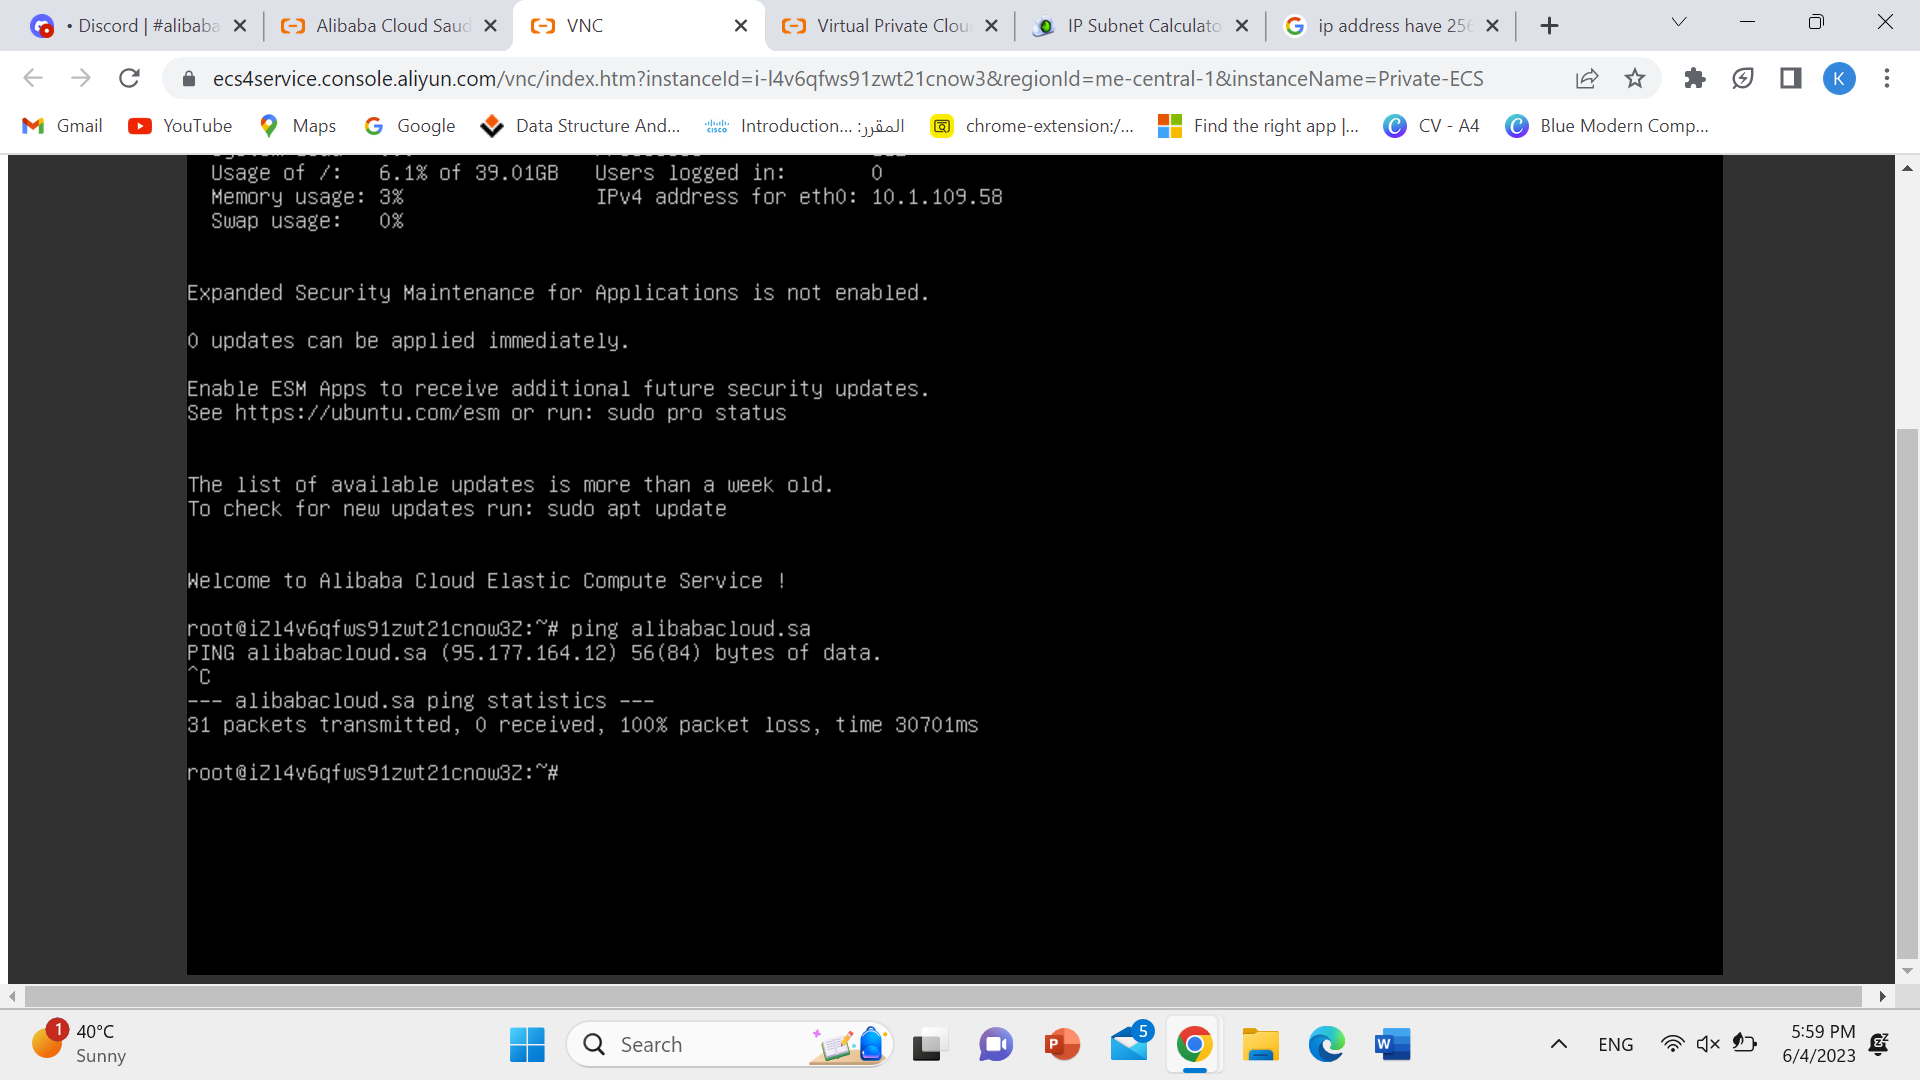 • Discord | #alibaba
Alibaba Cloud Saud
VNC
Virtual Private Clou
IP Subnet Calculato
ip address have 256
ecs4service.console.aliyun.com/vnc/index.htm?instanceId=i-l4v6qfws91zwt21cnow3&regionId=me-central-1&instanceName=Private-ECS
K
Gmail
YouTube
Maps
Google
Data Structure And...
Introduction... :المقرر
chrome-extension:/...
Find the right app |...
CV - A4
Blue Modern Comp...
Usage of /: 6.1% of 39.01GB Users logged in: 0
Memory usage: 3% IPv4 address for eth0: 10.1.109.58
Swap usage: 0%
Expanded Security Maintenance for Applications is not enabled.
0 updates can be applied immediately.
Enable ESM Apps to receive additional future security updates.
See https://ubuntu.com/esm or run: sudo pro status
The list of available updates is more than a week old.
To check for new updates run: sudo apt update
Welcome to Alibaba Cloud Elastic Compute Service !
root@iZl4v6qfws91zwt21cnow3Z:~# ping alibabacloud.sa
PING alibabacloud.sa (95.177.164.12) 56(84) bytes of data.
^C
--- alibabacloud.sa ping statistics ---
31 packets transmitted, 0 received, 100% packet loss, time 30701ms
root@iZl4v6qfws91zwt21cnow3Z:~#
1
40°C
Sunny
Search
5
ENG
5:59 PM
6/4/2023